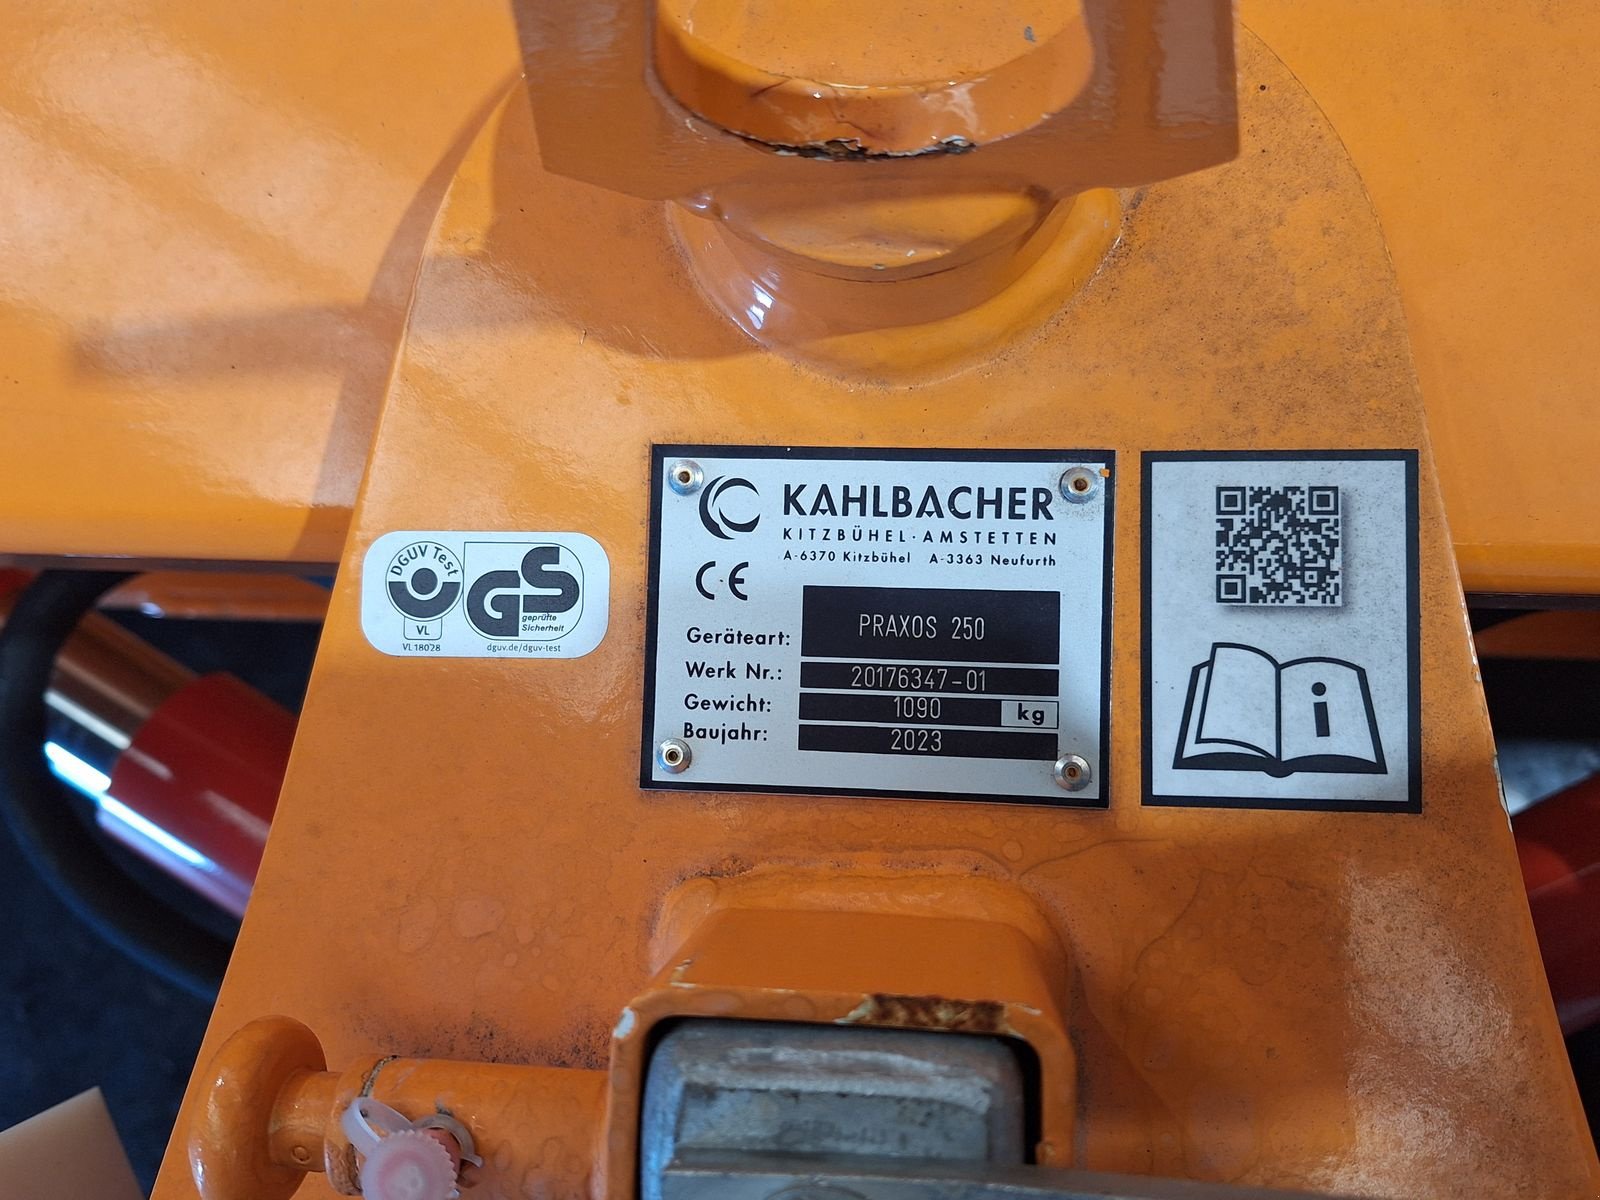 DGUV Test
VL
VL 18028
GS
geprüfte
Sicherheit
dguv.de/dguv-test
KAHLBACHER
KITZBÜHEL·AMSTETTEN
A-6370 Kitzbühel A-3363 Neufurth
CE
Geräteart: PRAXOS 250
Werk Nr.: 20176347-01
Gewicht: 1090 kg
Baujahr: 2023
i